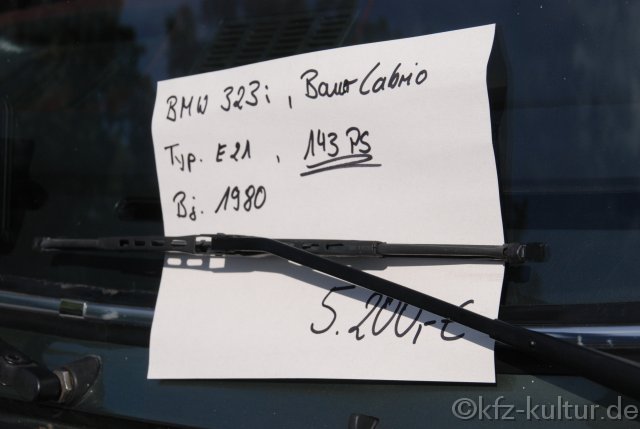 BMW 323i, Baur Cabrio
Typ. E21, 143 PS
Bj. 1980
5.200,-€
©kfz-kultur.de